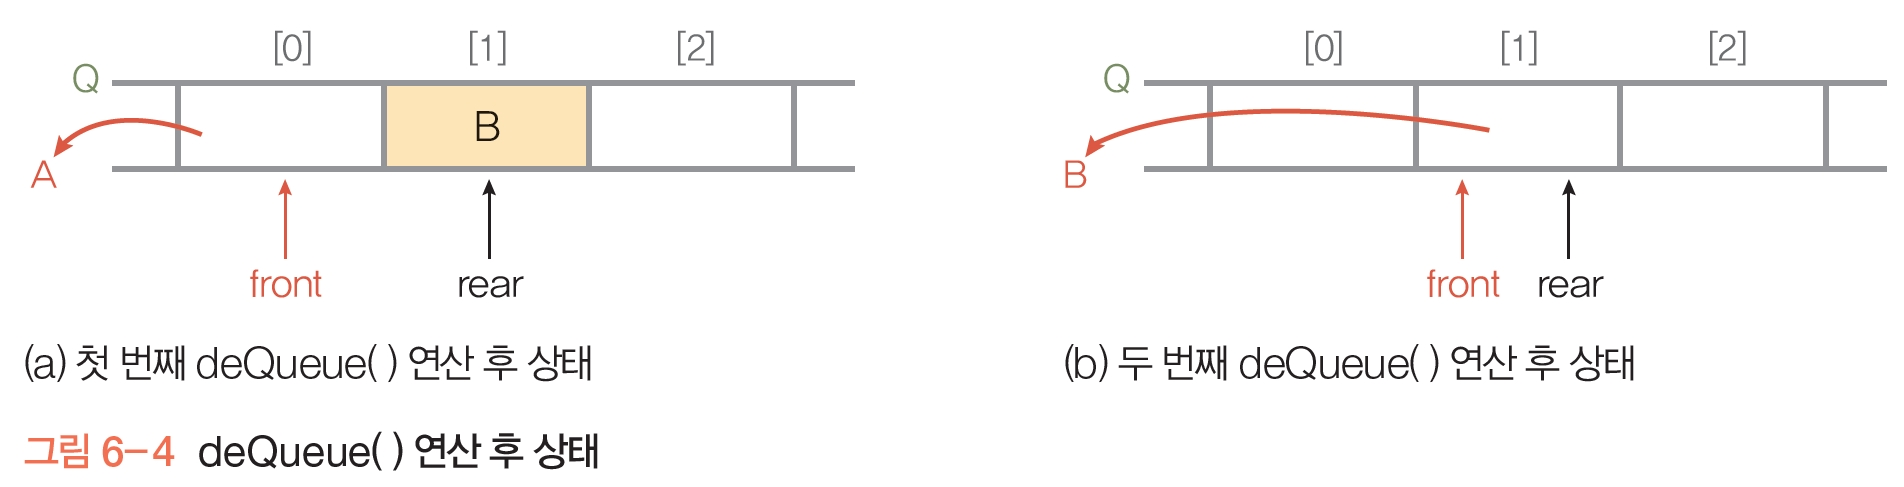 [0] [1] [2]
Q
B
A
front rear
(a) 첫 번째 deQueue( ) 연산 후 상태
[0] [1] [2]
Q
B
front rear
(b) 두 번째 deQueue( ) 연산 후 상태
그림 6-4 deQueue( ) 연산 후 상태